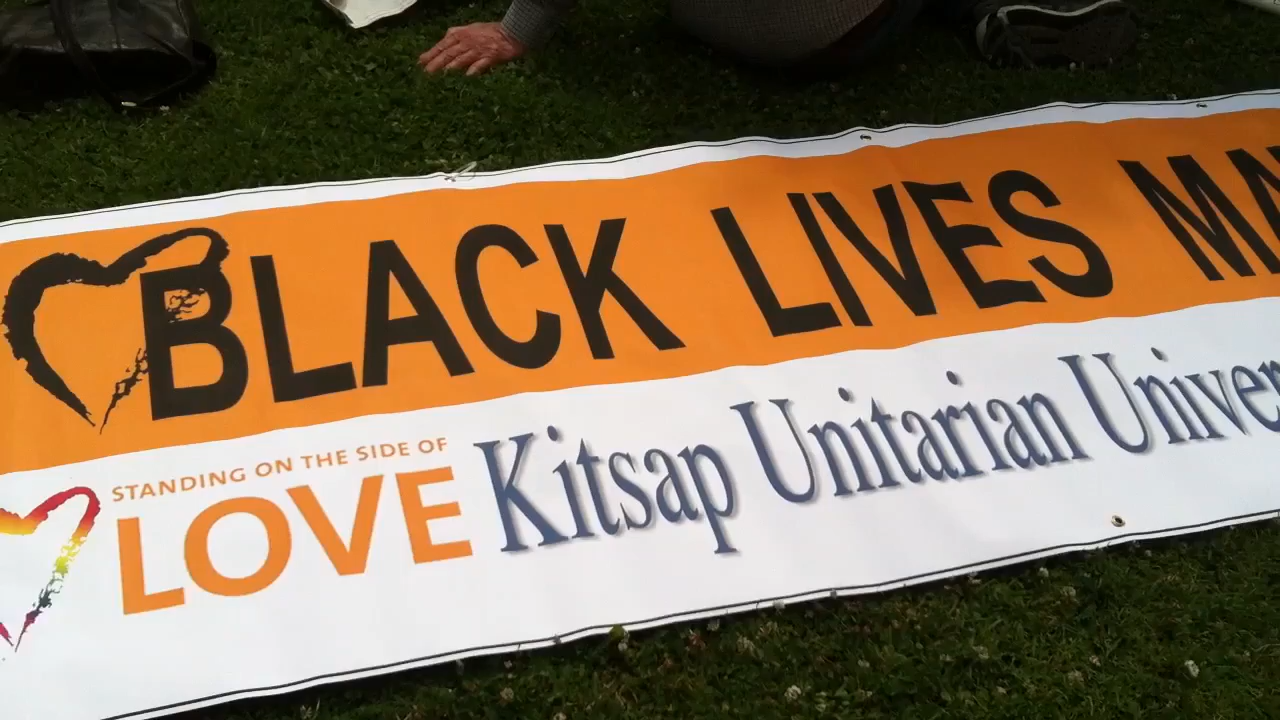 BLACK LIVES MA
STANDING ON THE SIDE OF
LOVE
Kitsap Unitarian Univer